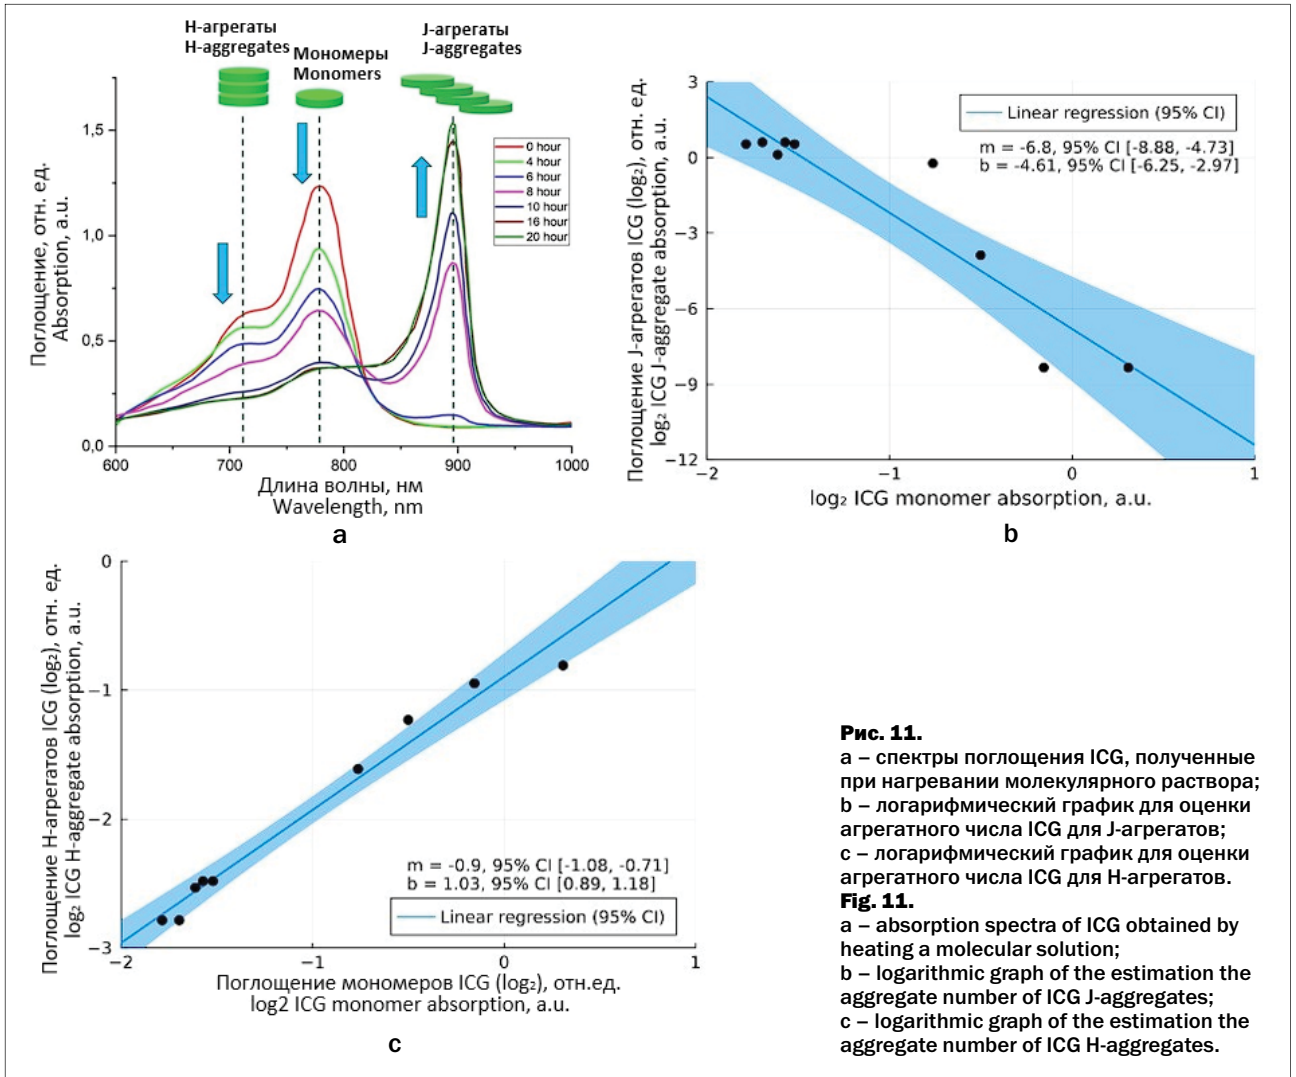 H-агрегаты
H-aggregates
Мономеры
Monomers
J-агрегаты
J-aggregates
Поглощение, отн. ед.
Absorption, a.u.
1,5
1,0
0,5
0,0
0 hour
4 hour
6 hour
8 hour
10 hour
16 hour
20 hour
600
700
800
900
1000
Длина волны, нм
Wavelength, nm
a
Поглощение J-агрегатов ICG (log₂), отн. ед.
log₂ ICG J-aggregate absorption, a.u.
3
0
−3
−6
−9
−12
Linear regression (95% CI)
m = -6.8, 95% CI [-8.88, -4.73]
b = -4.61, 95% CI [-6.25, -2.97]
−2
−1
0
1
log₂ ICG monomer absorption, a.u.
b
Поглощение H-агрегатов ICG (log₂), отн. ед.
log₂ ICG H-aggregate absorption, a.u.
0
−1
−2
−3
m = -0.9, 95% CI [-1.08, -0.71]
b = 1.03, 95% CI [0.89, 1.18]
Linear regression (95% CI)
−2
−1
0
1
Поглощение мономеров ICG (log₂), отн.ед.
log2 ICG monomer absorption, a.u.
c
Рис. 11.
a – спектры поглощения ICG, полученные
при нагревании молекулярного раствора;
b – логарифмический график для оценки
агрегатного числа ICG для J-агрегатов;
c – логарифмический график для оценки
агрегатного числа ICG для H-агрегатов.
Fig. 11.
a – absorption spectra of ICG obtained by
heating a molecular solution;
b – logarithmic graph of the estimation the
aggregate number of ICG J-aggregates;
c – logarithmic graph of the estimation the
aggregate number of ICG H-aggregates.